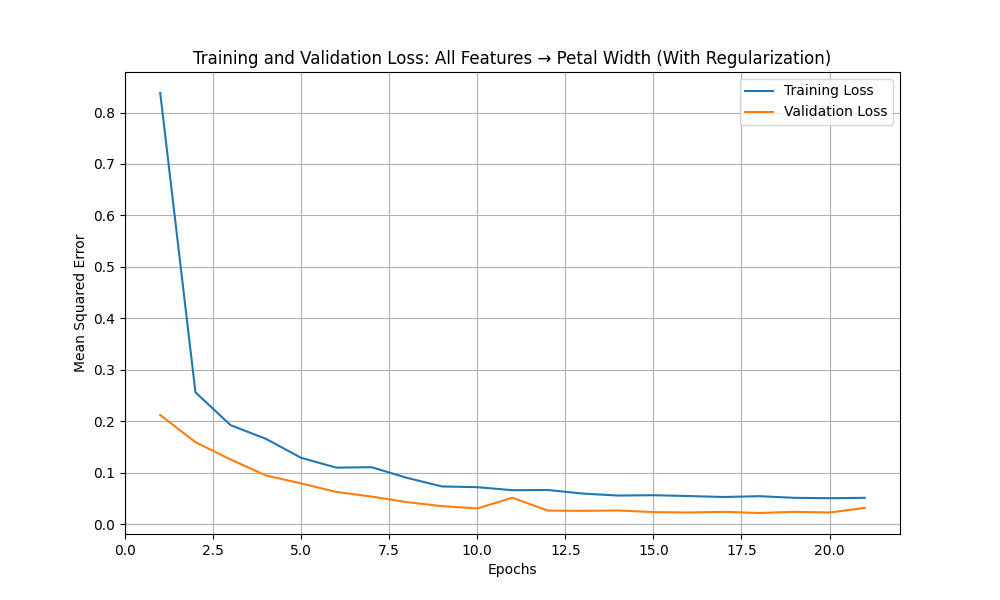 Training and Validation Loss: All Features → Petal Width (With Regularization)
Training Loss
Validation Loss
Mean Squared Error
0.8
0.7
0.6
0.5
0.4
0.3
0.2
0.1
0.0
0.0 2.5 5.0 7.5 10.0 12.5 15.0 17.5 20.0
Epochs